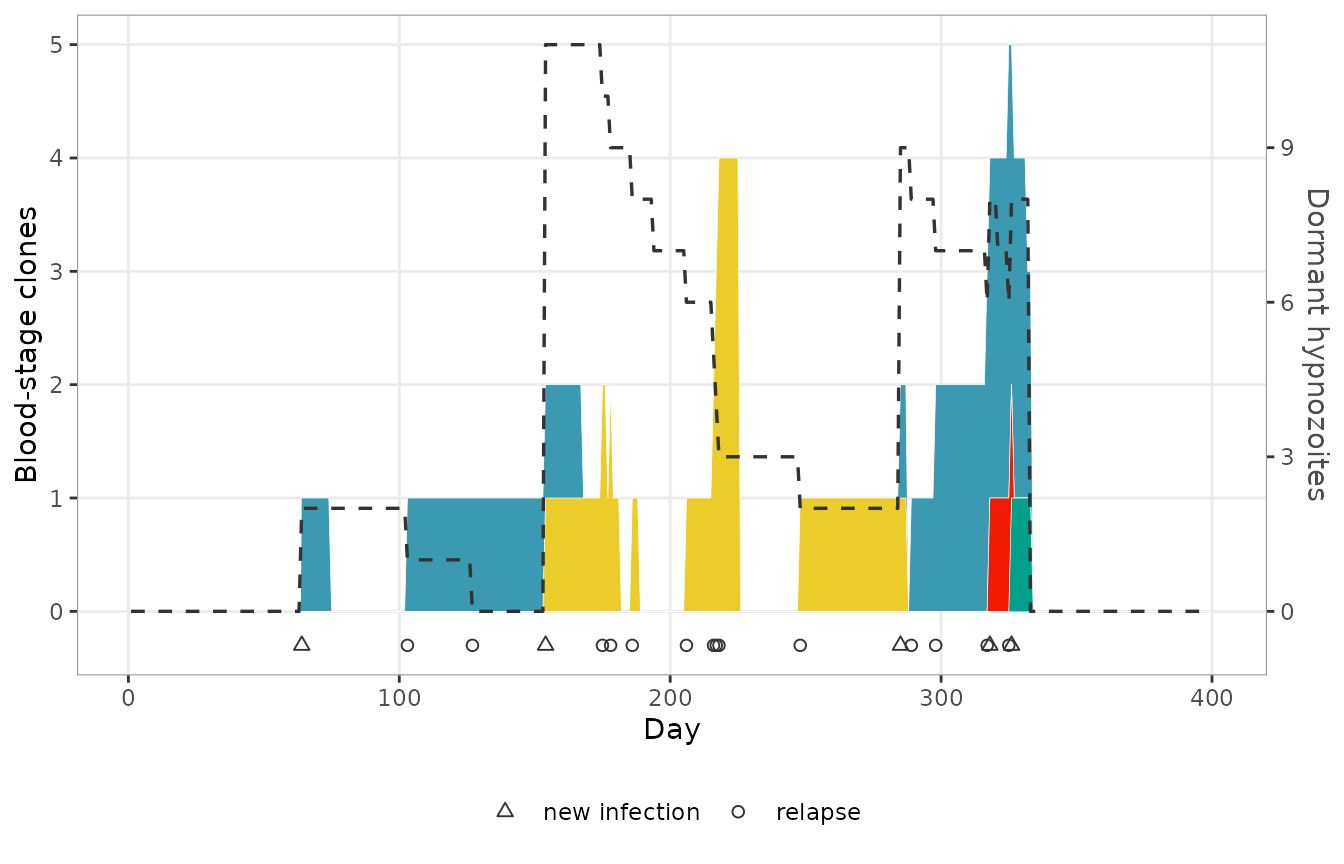 5
4
3
2
1
0
Blood-stage clones
9
6
3
0
Dormant hypnozoites
0 100 200 300 400
Day
new infection relapse